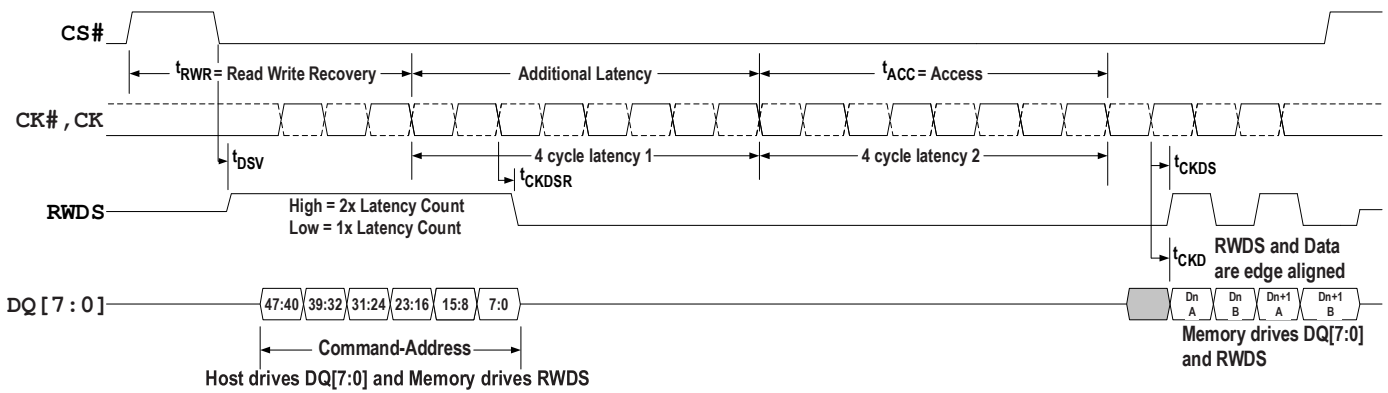 CS#
tRWR = Read Write Recovery
Additional Latency
tACC = Access
CK#,CK
tDSV
4 cycle latency 1
4 cycle latency 2
tCKDSR
tCKDS
RWDS
High = 2x Latency Count
Low = 1x Latency Count
tCKD
RWDS and Data
are edge aligned
DQ[7:0]
47:40 39:32 31:24 23:16 15:8 7:0
Dn A
Dn B
Dn+1 A
Dn+1 B
Command-Address
Memory drives DQ[7:0]
and RWDS
Host drives DQ[7:0] and Memory drives RWDS